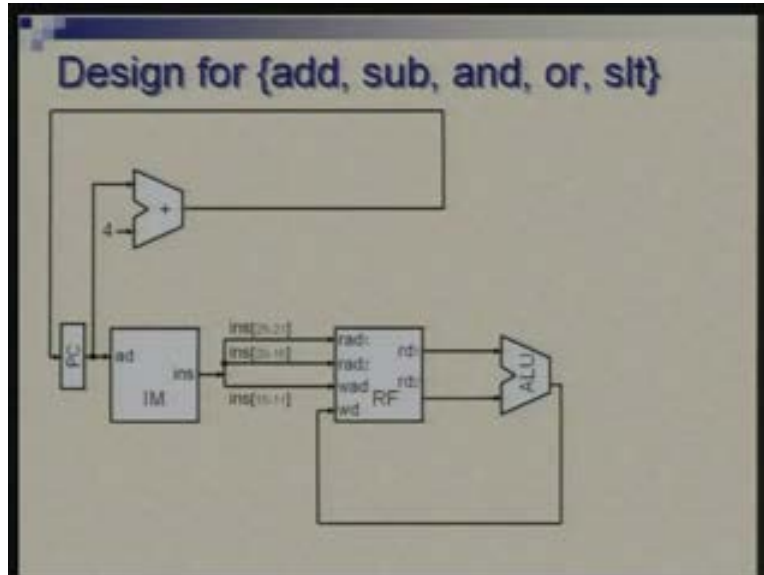 Design for {add, sub, and, or, slt}
+
4
PC
ad
ins
IM
ins[25-21]
ins[20-16]
ins[15-11]
rad1
rad2
wad
wd
rd1
rd2
RF
ALU